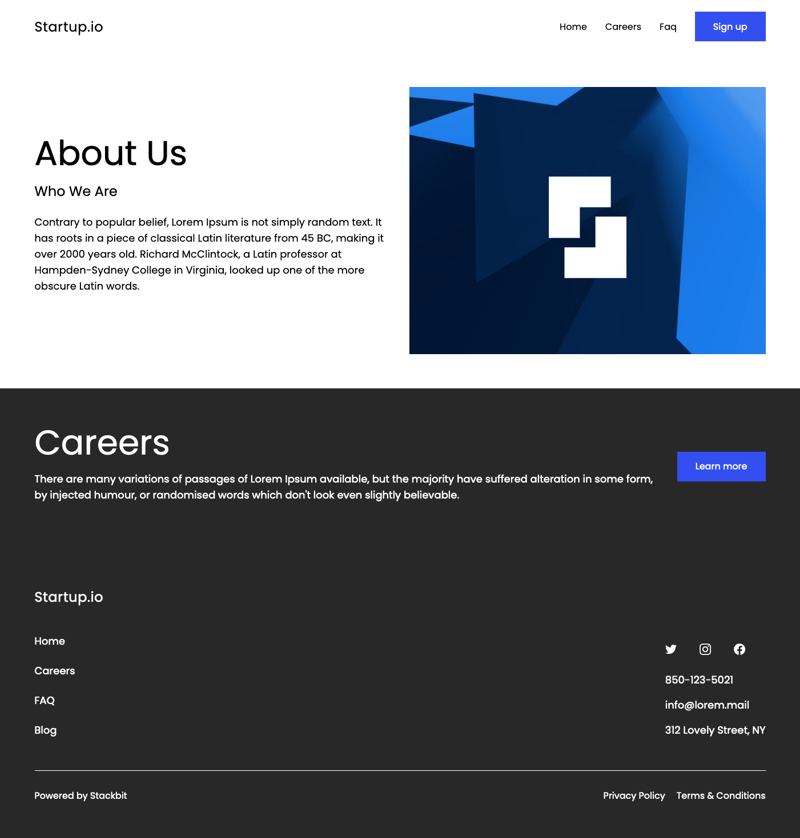 Startup.io
Home
Careers
Faq
Sign up
About Us
Who We Are
Contrary to popular belief, Lorem Ipsum is not simply random text. It
has roots in a piece of classical Latin literature from 45 BC, making it
over 2000 years old. Richard McClintock, a Latin professor at
Hampden-Sydney College in Virginia, looked up one of the more
obscure Latin words.
Careers
There are many variations of passages of Lorem Ipsum available, but the majority have suffered alteration in some form,
by injected humour, or randomised words which don't look even slightly believable.
Learn more
Startup.io
Home
Careers
FAQ
Blog
850-123-5021
info@lorem.mail
312 Lovely Street, NY
Powered by Stackbit
Privacy Policy
Terms & Conditions